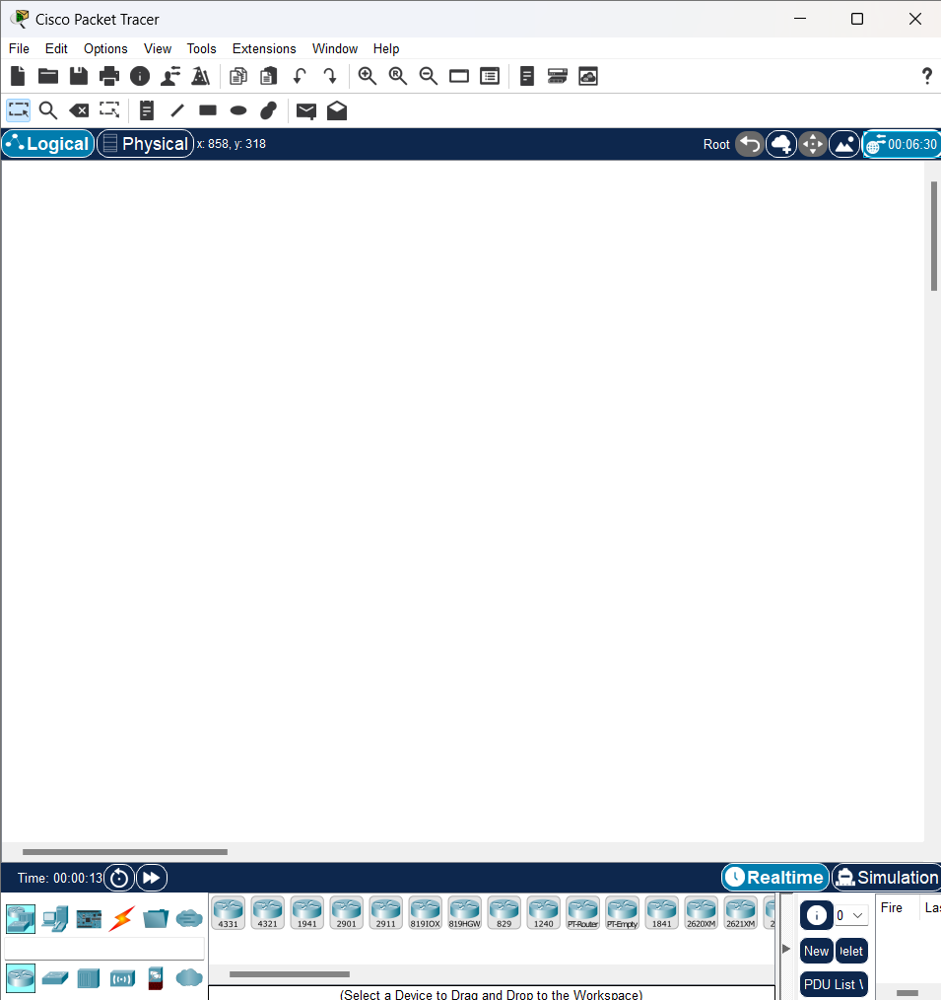 Cisco Packet Tracer
File Edit Options View Tools Extensions Window Help
?
Logical Physical x: 858, y: 318 Root 00:06:30
Time: 00:00:13 Realtime Simulation
4331 4321 1941 2901 2911 819IOX 819HGW 829 1240 PT-Router PT-Empty 1841 2620XM 2621XM 2
0 Fire Las
New Delet
PDU List
(Select a Device to Drag and Drop to the Workspace)